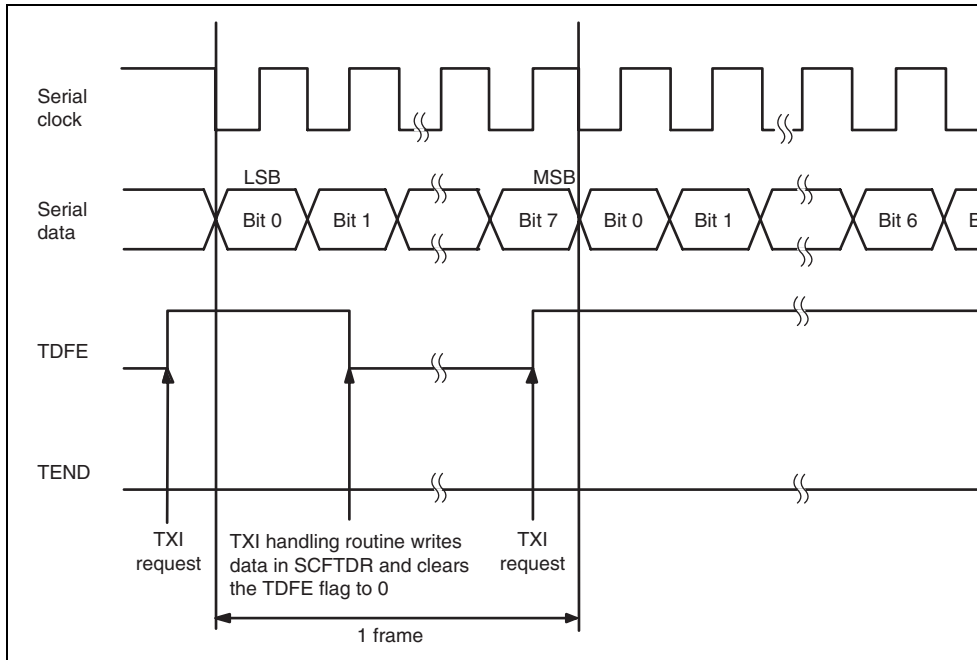 Serial
clock
LSB
MSB
Serial
data
Bit 0
Bit 1
Bit 7
Bit 0
Bit 1
Bit 6
TDFE
TEND
TXI
request
TXI handling routine writes
data in SCFTDR and clears
the TDFE flag to 0
TXI
request
1 frame